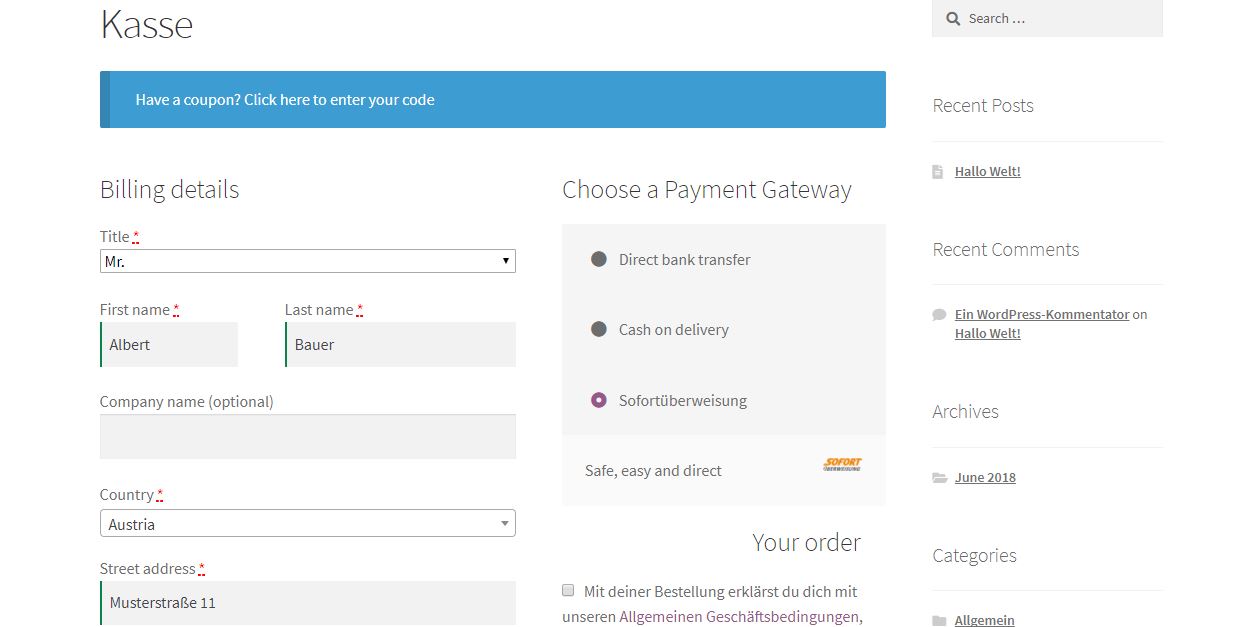 Kasse
Have a coupon? Click here to enter your code
Billing details
Title *
Mr.
First name *
Last name *
Albert
Bauer
Company name (optional)
Country *
Austria
Street address *
Musterstraße 11
Choose a Payment Gateway
Direct bank transfer
Cash on delivery
Sofortüberweisung
Safe, easy and direct
SOFORT
ÜBERWEISUNG
Your order
Mit deiner Bestellung erklärst du dich mit
unseren Allgemeinen Geschäftsbedingungen,
Search …
Recent Posts
Hallo Welt!
Recent Comments
Ein WordPress-Kommentator on
Hallo Welt!
Archives
June 2018
Categories
Allgemein